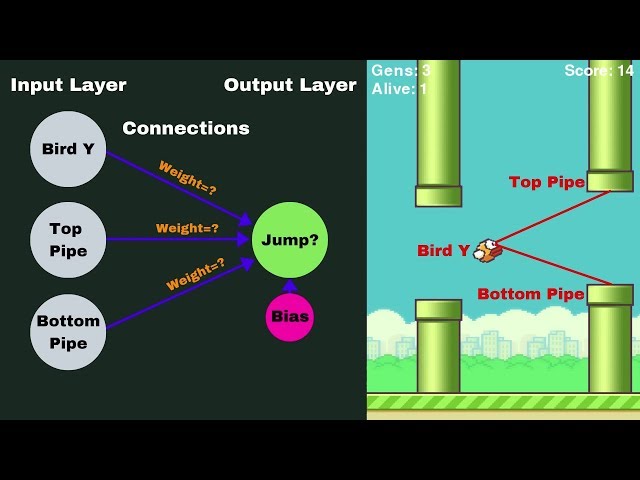 Input Layer
Output Layer
Connections
Bird Y
Weight=?
Top
Pipe
Weight=?
Jump?
Weight=?
Bottom
Pipe
Bias
Gens: 3
Score: 14
Alive: 1
Top Pipe
Bird Y
Bottom Pipe